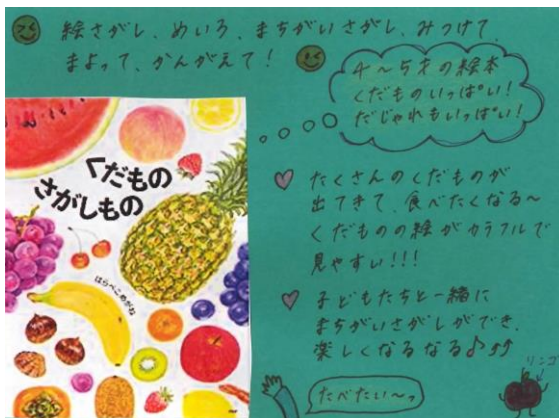 絵さがし、めいろ、まちがいさがし、みつけて、
まよって、かんがえて！
4～5才の絵本
くだものいっぱい！
だじゃれもいっぱい！
くだもの
さがしもの
はらぺこめがね
たくさんのくだものが
出てきて、食べたくなる～
くだものの絵がカラフルで
見やすい!!!
子どもたちと一緒に
まちがいさがしができ、
楽しくなるなる♪♪♪
たべたい～っ
リンゴ